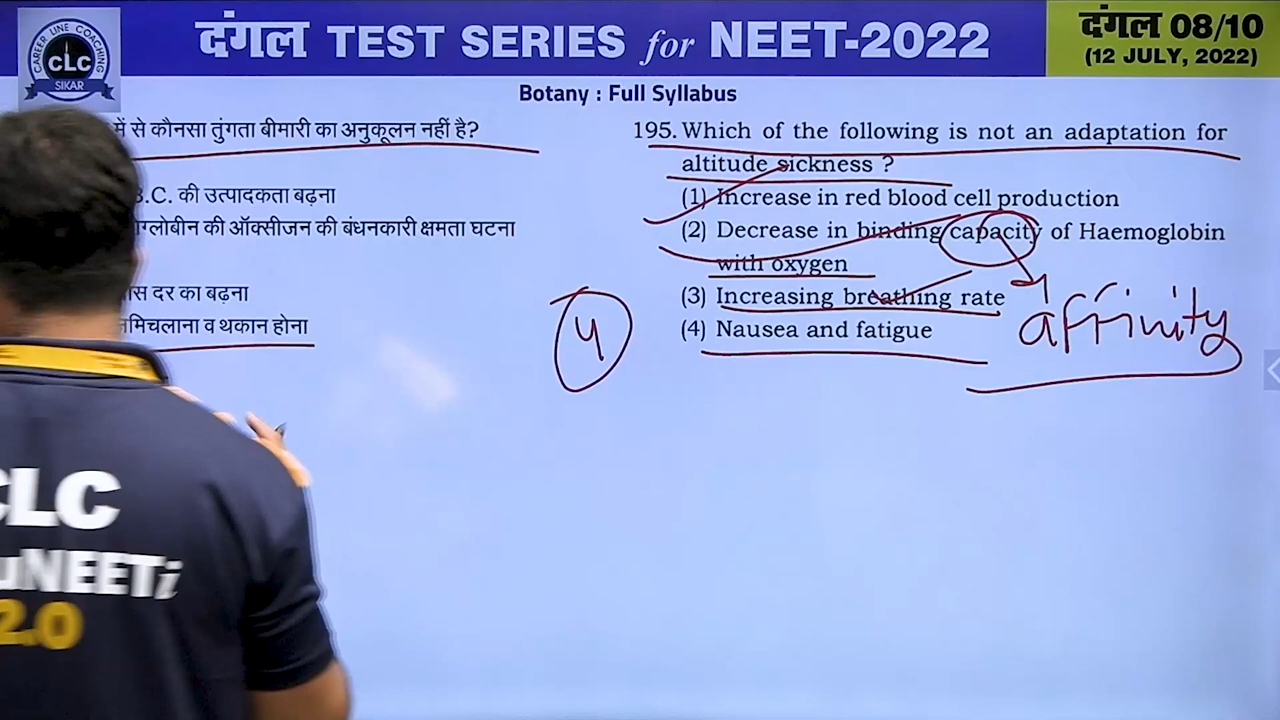 CAREER LINE COACHING
CLC
SIKAR
दंगल TEST SERIES for NEET-2022
दंगल 08/10
(12 JULY, 2022)
Botany : Full Syllabus
में से कौनसा तुंगता बीमारी का अनुकूलन नहीं है?
B.C. की उत्पादकता बढ़ना
ग्लोबीन की ऑक्सीजन की बंधनकारी क्षमता घटना
दर का बढ़ना
मिचलाना व थकान होना
195. Which of the following is not an adaptation for
altitude sickness ?
(1) Increase in red blood cell production
(2) Decrease in binding capacity of Haemoglobin
with oxygen
(3) Increasing breathing rate
(4) Nausea and fatigue
affinity
4
CLC
NEETi
2.0